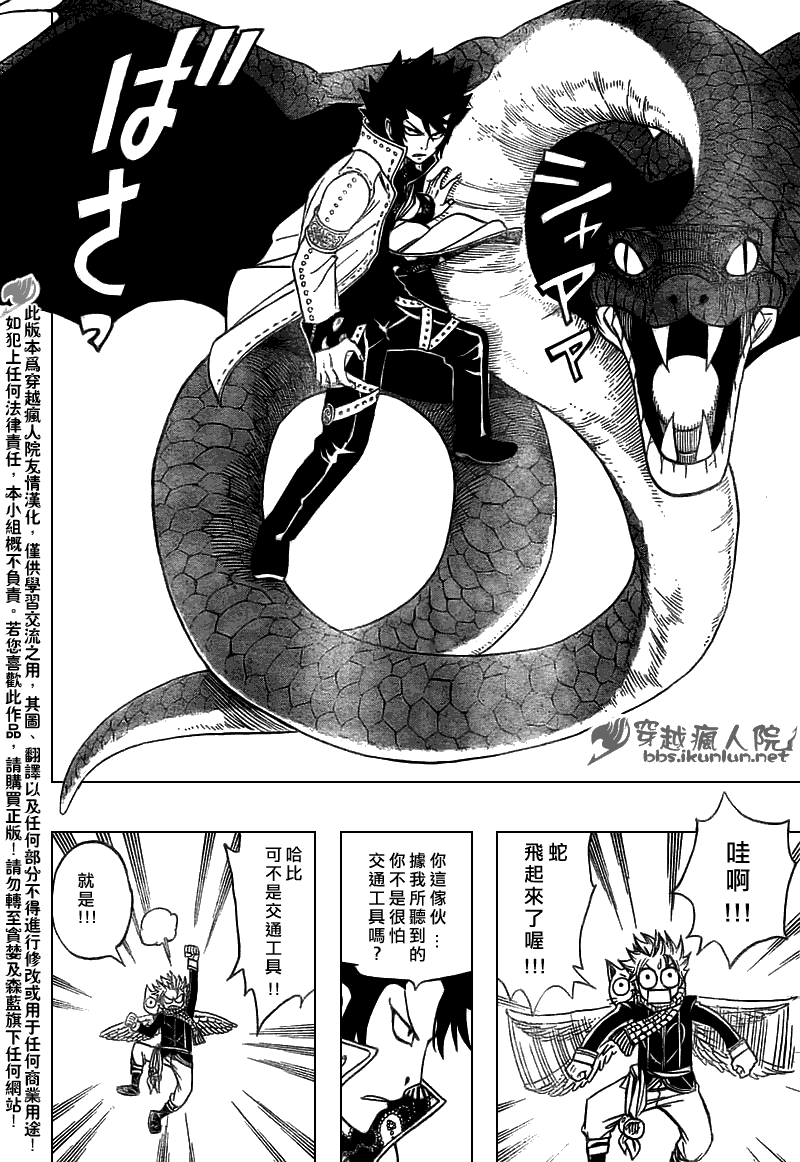 ばさっ
シャアアア
此版本爲穿越瘋人院友情漢化，僅供學習交流之用，其圖、翻譯以及任何部分不得進行修改或用于任何商業用途！
如犯上任何法律責任，本小組概不負責。若您喜歡此作品，請購買正版！請勿轉至貪婪及森藍旗下任何網站！
穿越瘋人院
bbs.ikunlun.net
哇啊!!!
蛇
飛起來了喔!!!
你這傢伙…
據我所聽到的
你不是很怕
交通工具嗎?
哈比
可不是交通工具!!
就是!!!